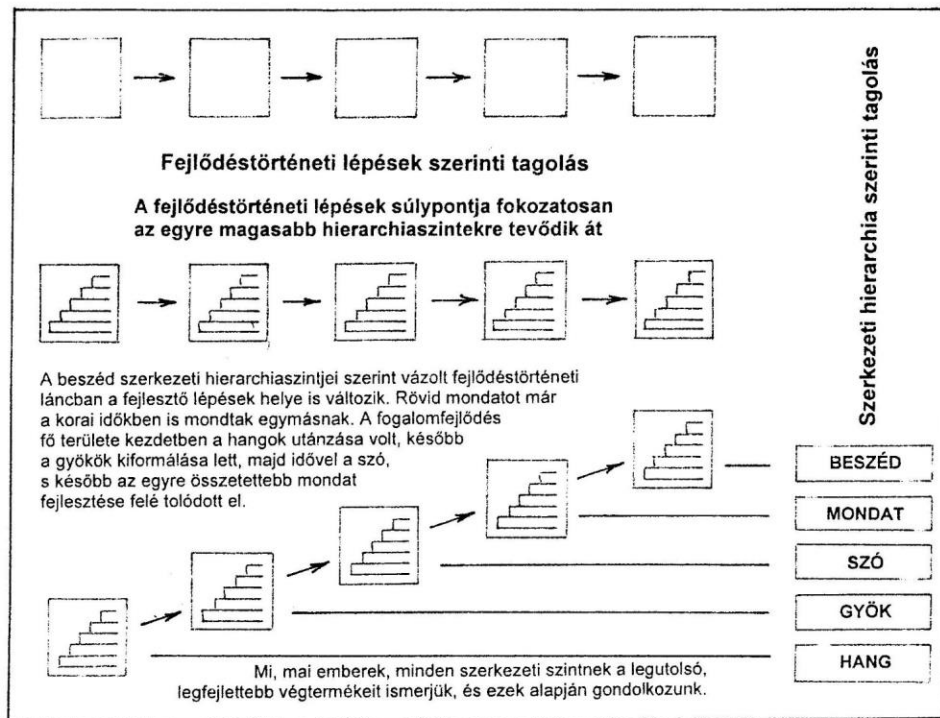 Fejlődéstörténeti lépések szerinti tagolás
A fejlődéstörténeti lépések súlypontja fokozatosan
az egyre magasabb hierarchiaszintekre tevődik át
Szerkezeti hierarchia szerinti tagolás
A beszéd szerkezeti hierarchiaszintjei szerint vázolt fejlődéstörténeti
láncban a fejlesztő lépések helye is változik. Rövid mondatot már
a korai időkben is mondtak egymásnak. A fogalomfejlődés
fő területe kezdetben a hangok utánzása volt, később
a gyökök kiformálása lett, majd idővel a szó,
s később az egyre összetettebb mondat
fejlesztése felé tolódott el.
BESZÉD
MONDAT
SZÓ
GYÖK
HANG
Mi, mai emberek, minden szerkezeti szintnek a legutolsó,
legfejlettebb végtermékeit ismerjük, és ezek alapján gondolkozunk.